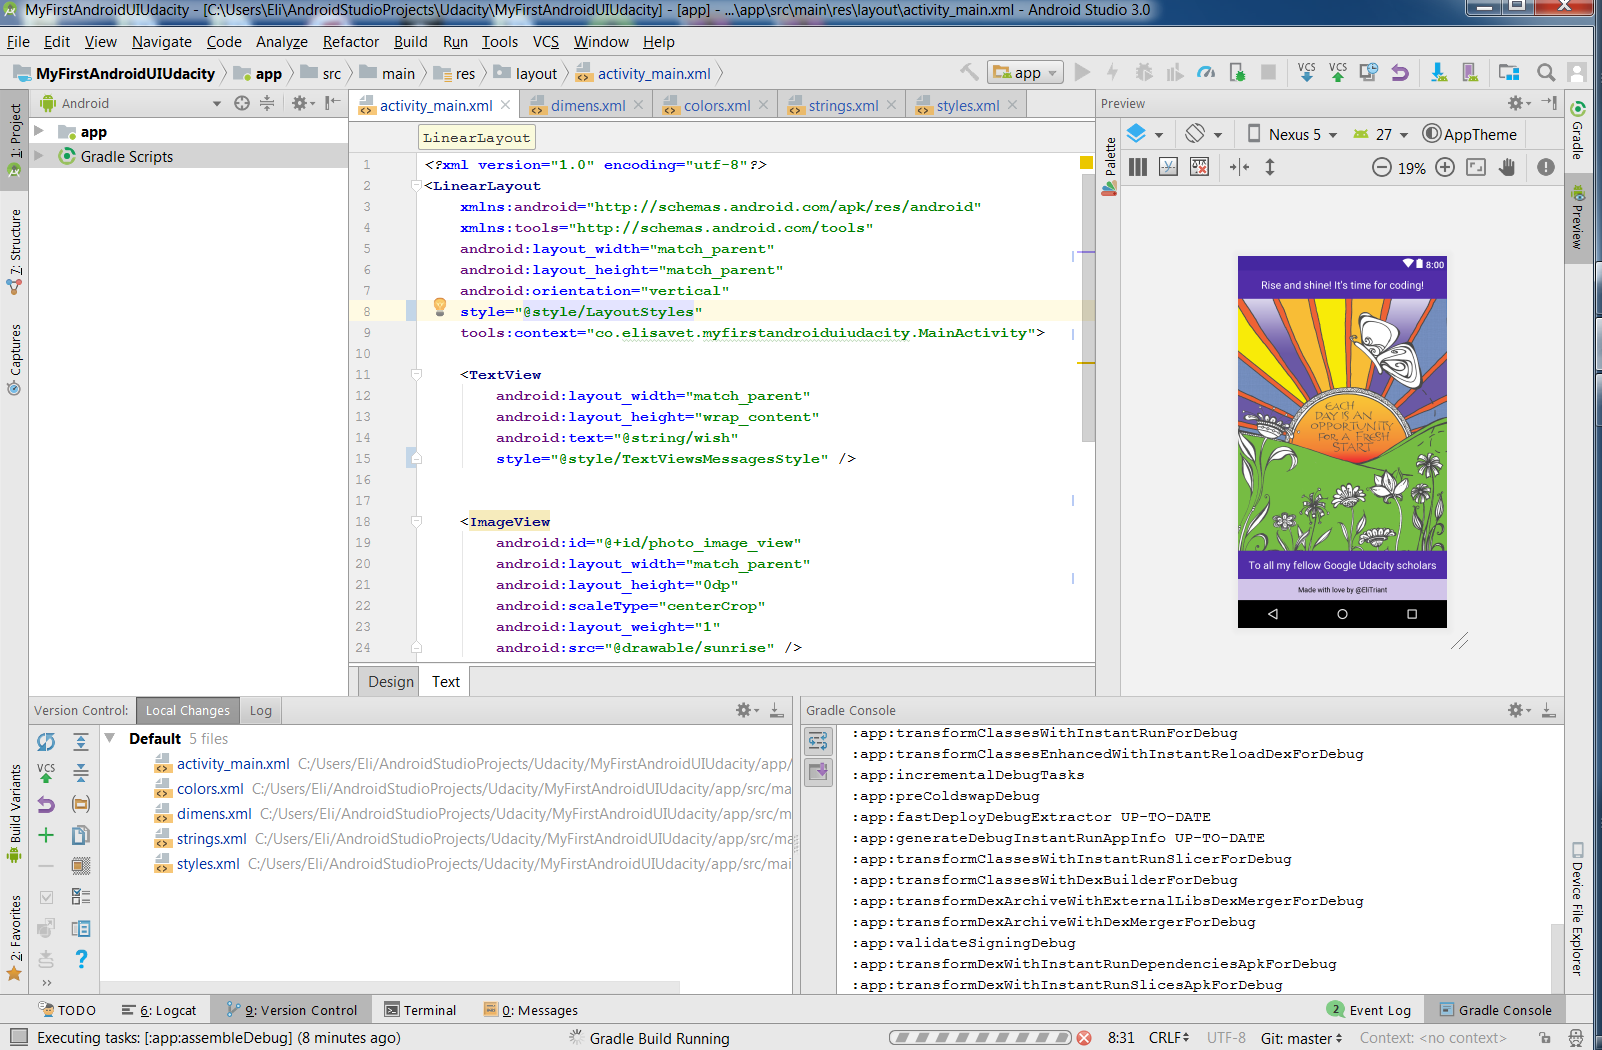 MyFirstAndroidUIUdacity - [C:\Users\Eli\AndroidStudioProjects\Udacity\MyFirstAndroidUIUdacity] - [app] - ...\app\src\main\res\layout\activity_main.xml - Android Studio 3.0
File Edit View Navigate Code Analyze Refactor Build Run Tools VCS Window Help
MyFirstAndroidUIUdacity app src main res layout activity_main.xml app VCS VCS
Android activity_main.xml dimens.xml colors.xml strings.xml styles.xml Preview
1: Project
7: Structure
Captures
Build Variants
2: Favorites
app
Gradle Scripts
LinearLayout
1 <?xml version="1.0" encoding="utf-8"?>
2 <LinearLayout
3 xmlns:android="http://schemas.android.com/apk/res/android"
4 xmlns:tools="http://schemas.android.com/tools"
5 android:layout_width="match_parent"
6 android:layout_height="match_parent"
7 android:orientation="vertical"
8 style="@style/LayoutStyles"
9 tools:context="co.elisavet.myfirstandroiduiudacity.MainActivity">
10
11 <TextView
12 android:layout_width="match_parent"
13 android:layout_height="wrap_content"
14 android:text="@string/wish"
15 style="@style/TextViewsMessagesStyle" />
16
17
18 <ImageView
19 android:id="@+id/photo_image_view"
20 android:layout_width="match_parent"
21 android:layout_height="0dp"
22 android:scaleType="centerCrop"
23 android:layout_weight="1"
24 android:src="@drawable/sunrise" />
Design Text
Palette
Nexus 5 27 AppTheme
19%
8:00
Rise and shine! It's time for coding!
EACH
DAY IS AN
OPPORTUNITY
FOR A FRESH
START
To all my fellow Google Udacity scholars
Made with love by @EliTriant
Gradle
Preview
Device File Explorer
Version Control: Local Changes Log
Default 5 files
VCS
activity_main.xml C:/Users/Eli/AndroidStudioProjects/Udacity/MyFirstAndroidUIUdacity/app/
colors.xml C:/Users/Eli/AndroidStudioProjects/Udacity/MyFirstAndroidUIUdacity/app/src/ma
dimens.xml C:/Users/Eli/AndroidStudioProjects/Udacity/MyFirstAndroidUIUdacity/app/src/m
strings.xml C:/Users/Eli/AndroidStudioProjects/Udacity/MyFirstAndroidUIUdacity/app/src/ma
styles.xml C:/Users/Eli/AndroidStudioProjects/Udacity/MyFirstAndroidUIUdacity/app/src/mai
Gradle Console
:app:transformClassesWithInstantRunForDebug
:app:transformClassesEnhancedWithInstantReloadDexForDebug
:app:incrementalDebugTasks
:app:preColdswapDebug
:app:fastDeployDebugExtractor UP-TO-DATE
:app:generateDebugInstantRunAppInfo UP-TO-DATE
:app:transformClassesWithInstantRunSlicerForDebug
:app:transformClassesWithDexBuilderForDebug
:app:transformDexArchiveWithExternalLibsDexMergerForDebug
:app:transformDexArchiveWithDexMergerForDebug
:app:validateSigningDebug
:app:transformDexWithInstantRunDependenciesApkForDebug
:app:transformDexWithInstantRunSlicesApkForDebug
TODO 6: Logcat 9: Version Control Terminal 0: Messages 2 Event Log Gradle Console
Executing tasks: [:app:assembleDebug] (8 minutes ago) Gradle Build Running 8:31 CRLF UTF-8 Git: master Context: <no context>